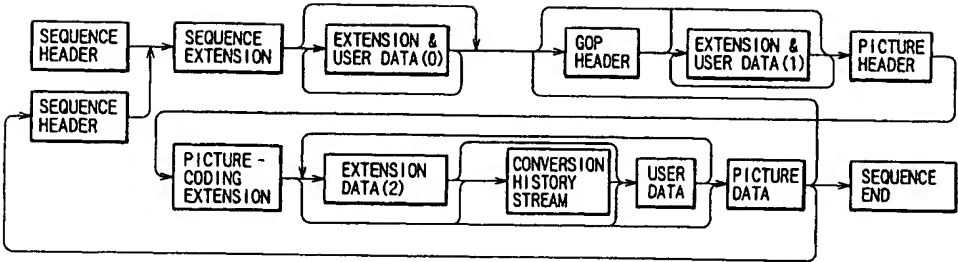 SEQUENCE
HEADER
SEQUENCE
EXTENSION
EXTENSION &
USER DATA(0)
GOP
HEADER
EXTENSION &
USER DATA(1)
PICTURE
HEADER
SEQUENCE
HEADER
PICTURE -
CODING
EXTENSION
EXTENSION
DATA(2)
CONVERSION
HISTORY
STREAM
USER
DATA
PICTURE
DATA
SEQUENCE
END